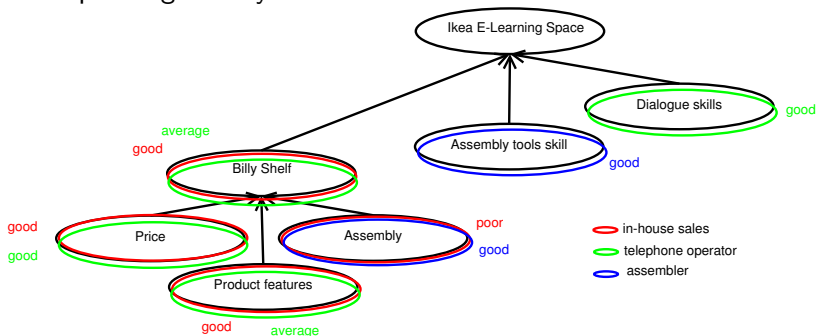 Ikea E-Learning Space
Dialogue skills
good
average
good
Assembly tools skill
good
Billy Shelf
good
good
Price
Assembly
poor
good
in-house sales
telephone operator
assembler
Product features
good
average